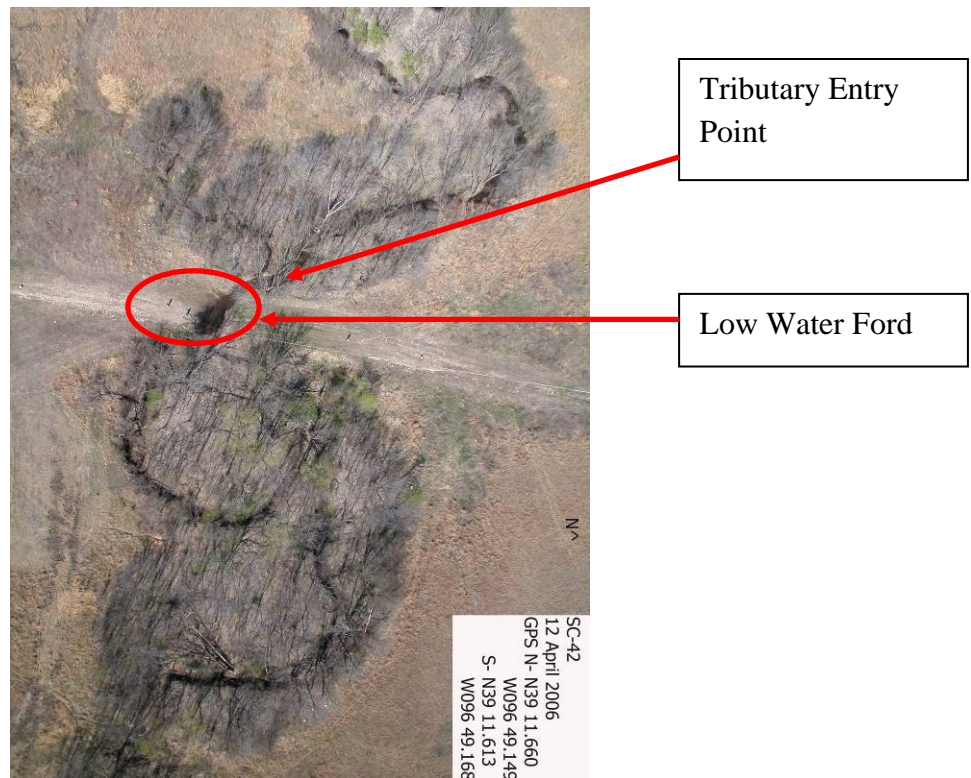 Tributary Entry
Point
Low Water Ford
N^
SC-42
12 April 2006
GPS N- N39 11.660
W096 49.149
S- N39 11.613
W096 49.168